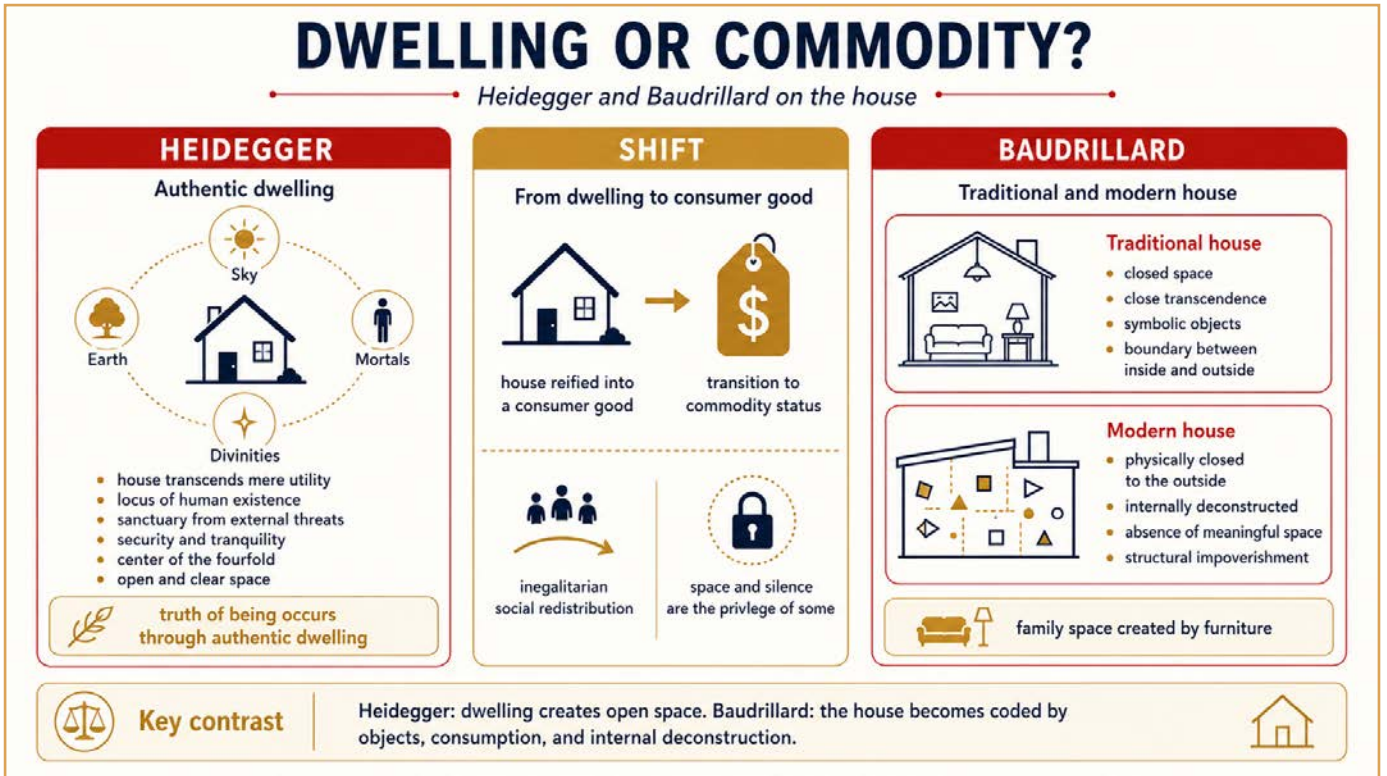 DWELLING OR COMMODITY?
Heidegger and Baudrillard on the house
HEIDEGGER
Authentic dwelling
Sky
Earth
Mortals
Divinities
• house transcends mere utility
• locus of human existence
• sanctuary from external threats
• security and tranquility
• center of the fourfold
• open and clear space
truth of being occurs
through authentic dwelling
SHIFT
From dwelling to consumer good
$
house reified into
a consumer good
transition to
commodity status
inegalitarian
social redistribution
space and silence
are the privlege of some
BAUDRILLARD
Traditional and modern house
Traditional house
• closed space
• close transcendence
• symbolic objects
• boundary between
inside and outside
Modern house
• physically closed
to the outside
• internally deconstructed
• absence of meaningful space
• structural impoverishment
family space created by furniture
Key contrast
Heidegger: dwelling creates open space. Baudrillard: the house becomes coded by
objects, consumption, and internal deconstruction.